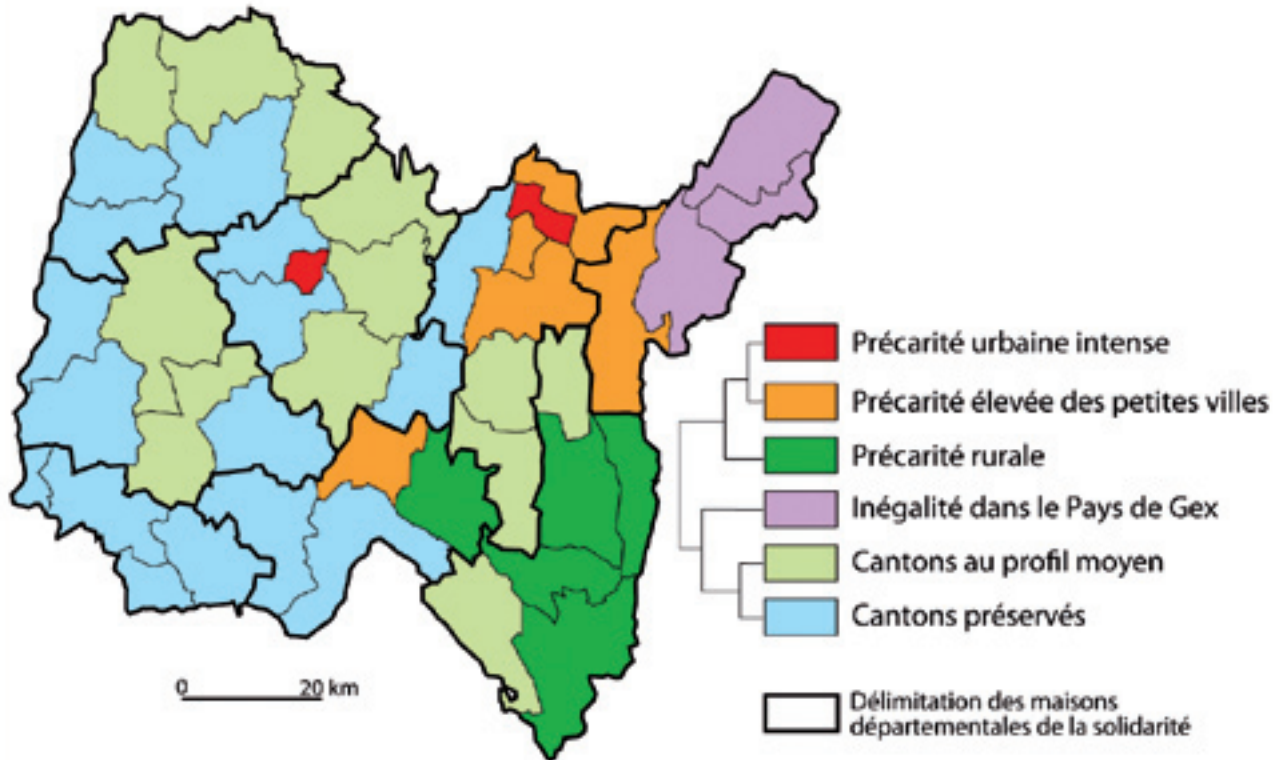 Précarité urbaine intense
Précarité élevée des petites villes
Précarité rurale
Inégalité dans le Pays de Gex
Cantons au profil moyen
Cantons préservés
0 20 km
Délimitation des maisons
départementales de la solidarité